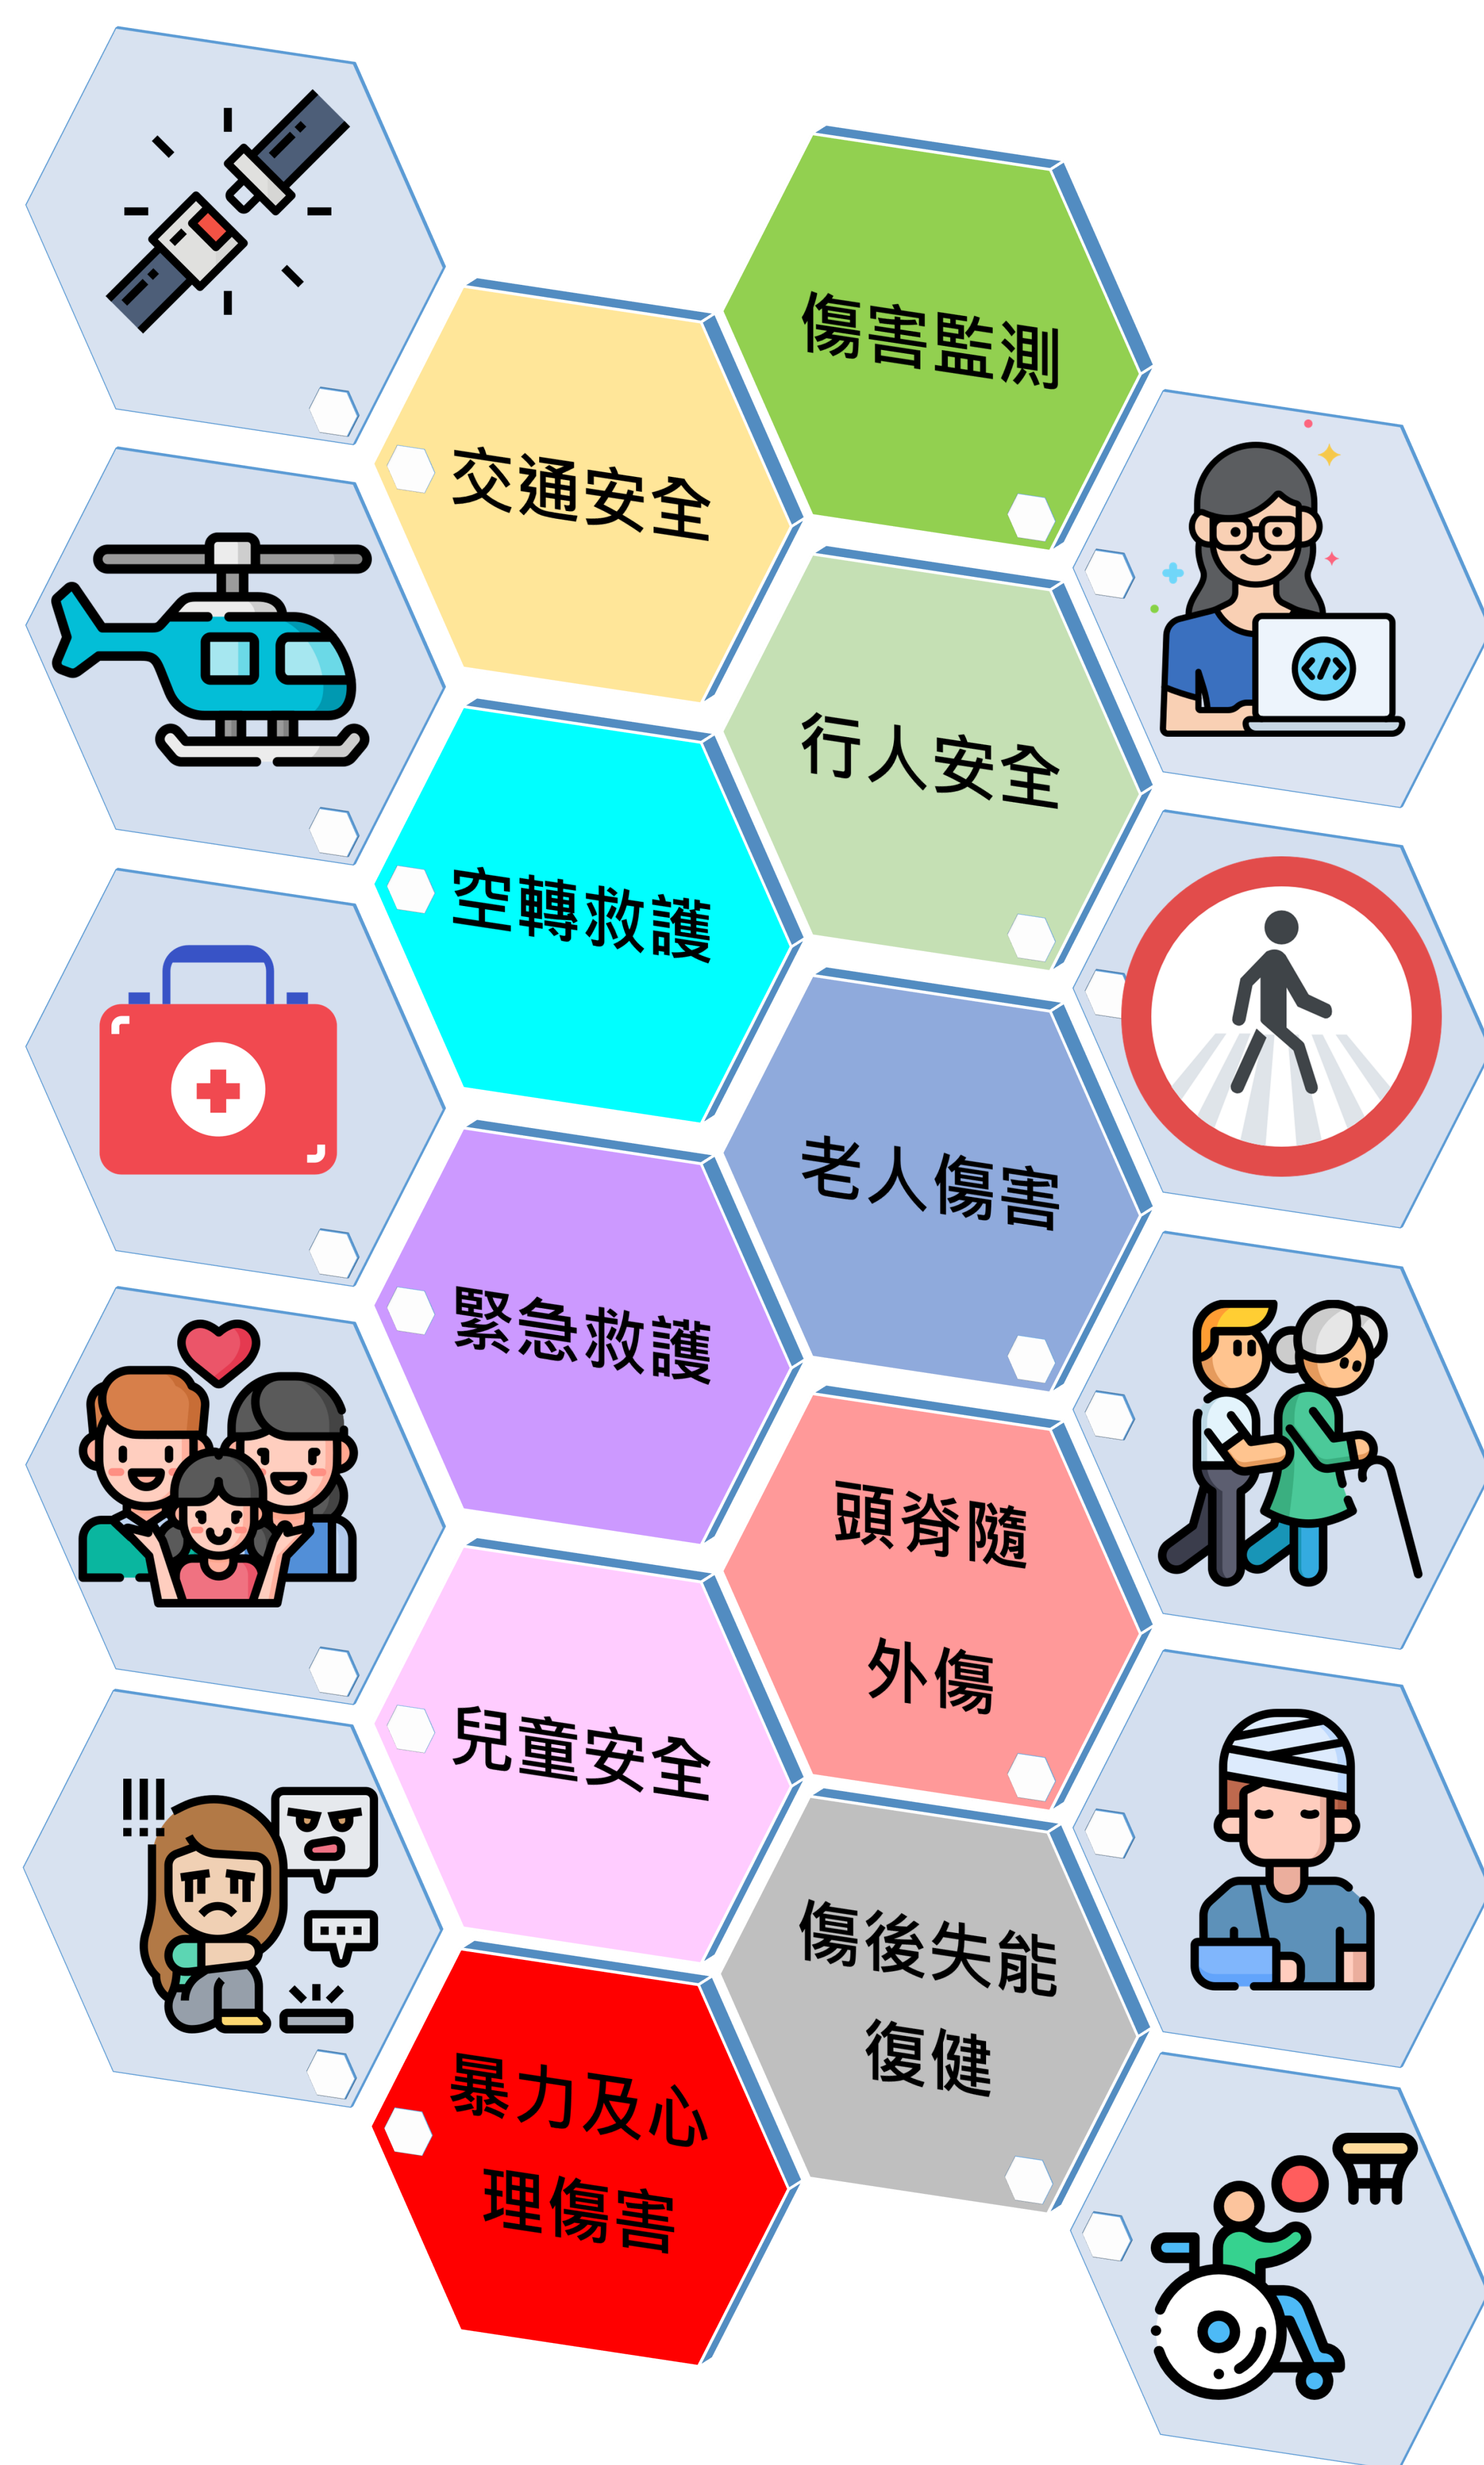 傷害監測
交通安全
行人安全
空轉救護
老人傷害
緊急救護
頭脊隨
外傷
兒童安全
傷後失能
復健
暴力及心
理傷害